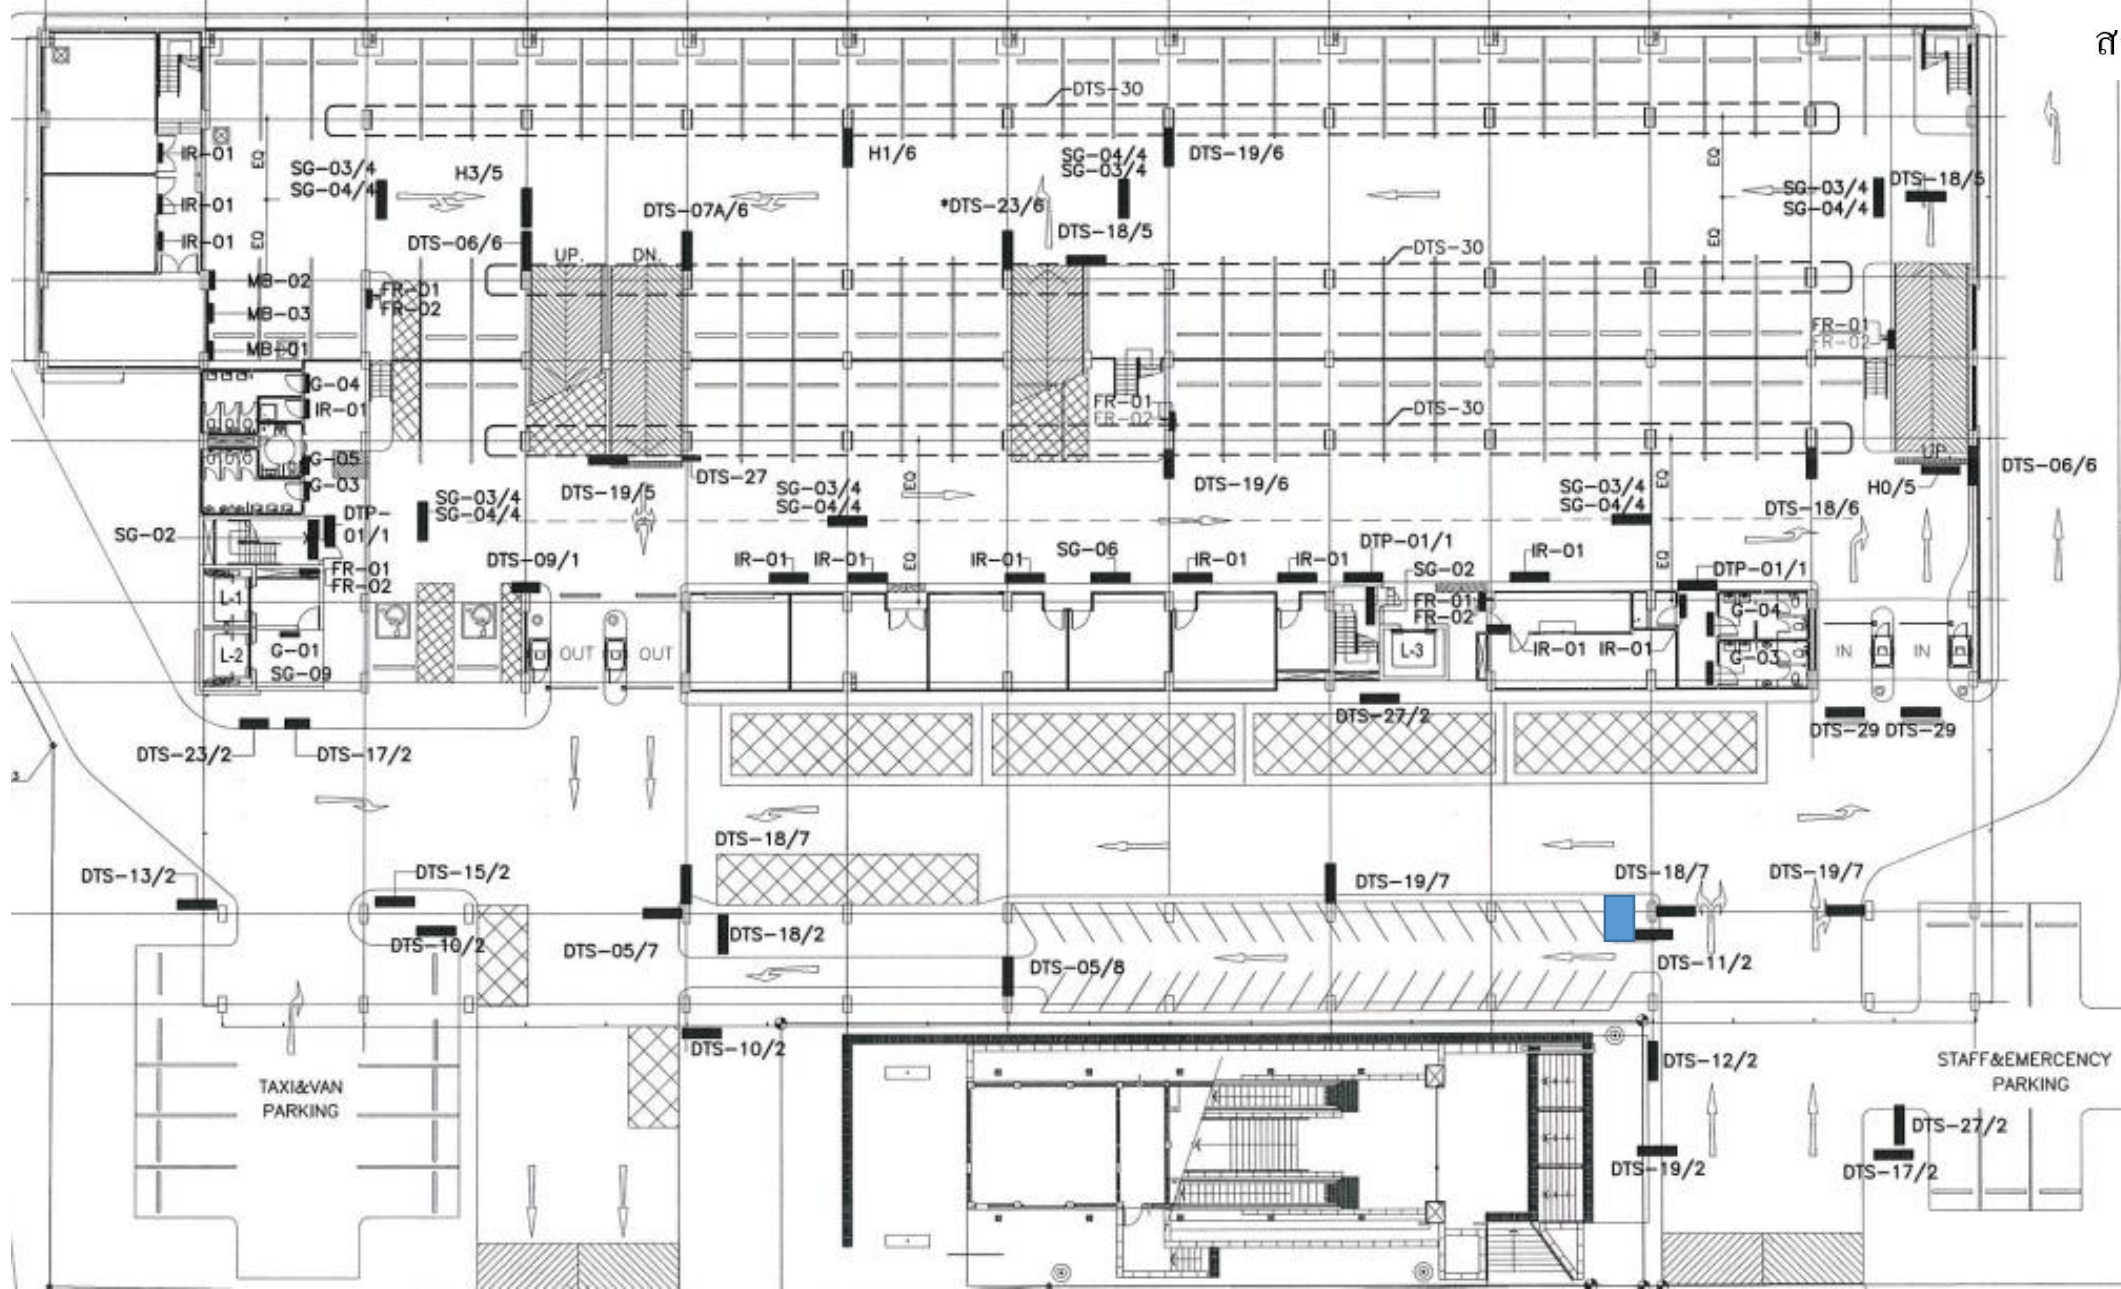 ส
DTS-30
IR-01
H1/6
SG-04/4
SG-03/4
DTS-19/6
SG-03/4
SG-04/4
H3/5
EQ
EQ
SG-03/4
SG-04/4
DTS-18/5
IR-01
DTS-07A/6
*DTS-23/6
DTS-18/5
IR-01
EQ
DTS-06/6
UP.
DN.
DTS-30
EQ
MB-02
FR-01
FR-02
MB-03
FR-01
FR-02
MB-01
G-04
IR-01
FR-01
FR-02
DTS-30
G-05
UP
DTS-06/6
G-03
DTS-19/5
DTS-27
SG-03/4
SG-04/4
EQ
DTS-19/6
SG-03/4
SG-04/4
EQ
H0/5
SG-03/4
SG-04/4
DTP-
01/1
SG-02
DTS-18/6
DTS-09/1
IR-01
IR-01
EQ
IR-01
SG-06
IR-01
IR-01
DTP-01/1
SG-02
IR-01
EQ
DTP-01/1
FR-01
FR-02
L-1
FR-01
FR-02
G-04
L-2
G-01
SG-09
OUT
OUT
L-3
IR-01
IR-01
G-03
IN
IN
DTS-23/2
DTS-17/2
DTS-27/2
DTS-29
DTS-29
3
DTS-18/7
DTS-13/2
DTS-15/2
DTS-19/7
DTS-18/7
DTS-19/7
DTS-10/2
DTS-05/7
DTS-18/2
DTS-05/8
DTS-11/2
DTS-10/2
DTS-12/2
STAFF&EMERCENCY
PARKING
TAXI&VAN
PARKING
DTS-27/2
DTS-19/2
DTS-17/2